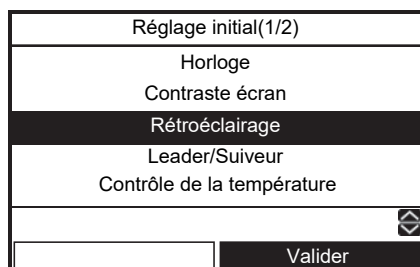 Réglage initial(1/2)
Horloge
Contraste écran
Rétroéclairage
Leader/Suiveur
Contrôle de la température
Valider